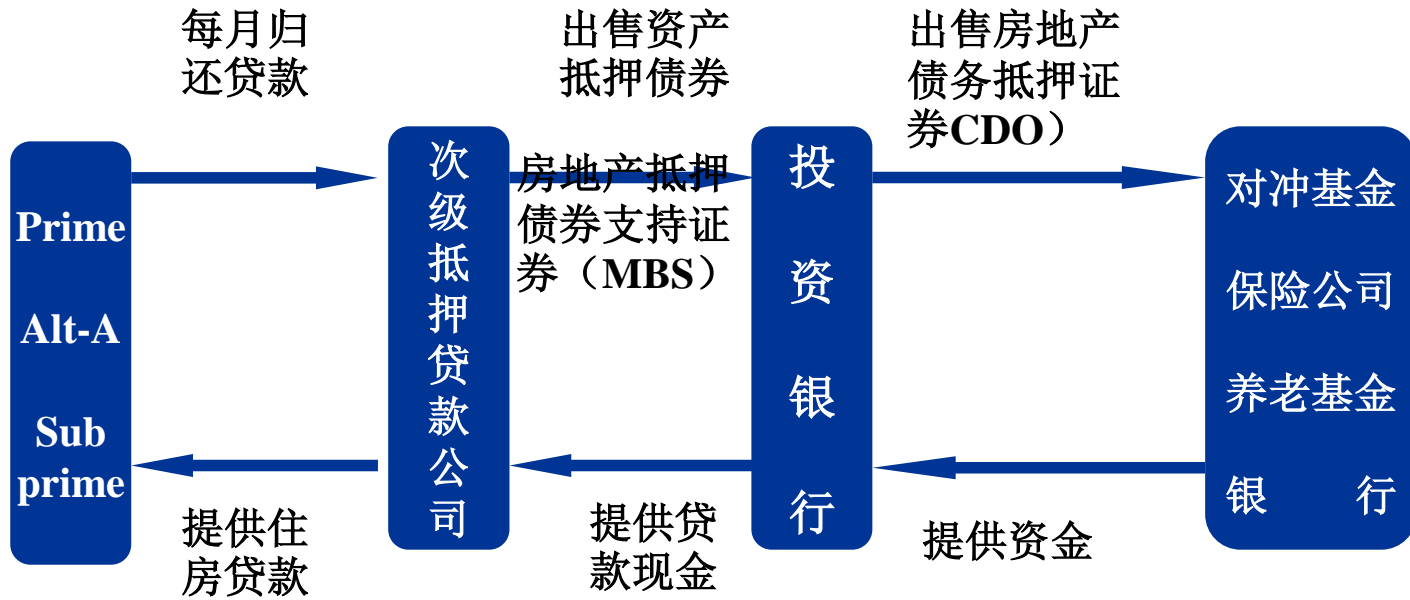 每月归
还贷款
出售资产
抵押债券
出售房地产
债务抵押证
券CDO）
Prime
Alt-A
Sub
prime
次
级
抵
押
贷
款
公
司
房地产抵押
债券支持证
券（MBS）
投
资
银
行
对冲基金
保险公司
养老基金
银 行
提供住
房贷款
提供贷
款现金
提供资金